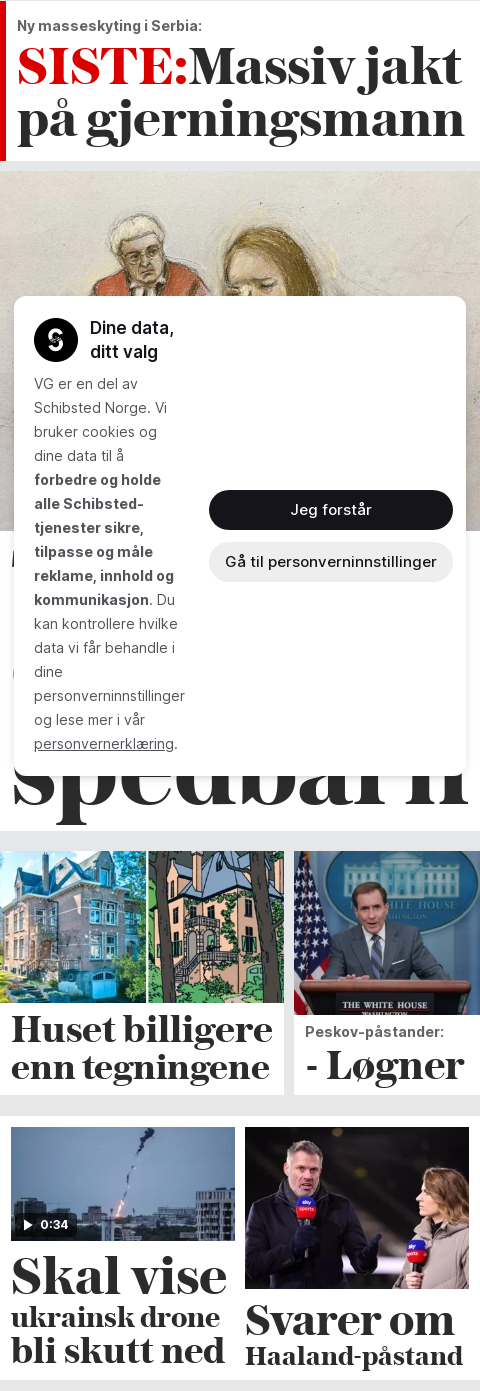 Ny masseskyting i Serbia:
SISTE:Massiv jakt
på gjerningsmann
Dine data,
ditt valg
VG er en del av
Schibsted Norge. Vi
bruker cookies og
dine data til å
forbedre og holde
alle Schibsted-
tjenester sikre,
tilpasse og måle
reklame, innhold og
kommunikasjon. Du
kan kontrollere hvilke
data vi får behandle i
dine
personverninnstillinger
og lese mer i vår
personvernerklæring.
Jeg forstår
Gå til personverninnstillinger
spedbarn
THE WHITE HOUSE
WASHINGTON
Huset billigere
enn tegningene
Peskov-påstander:
- Løgner
0:34
sky
sports
sky
sports
Skal vise
ukrainsk drone
bli skutt ned
Svarer om
Haaland-påstand